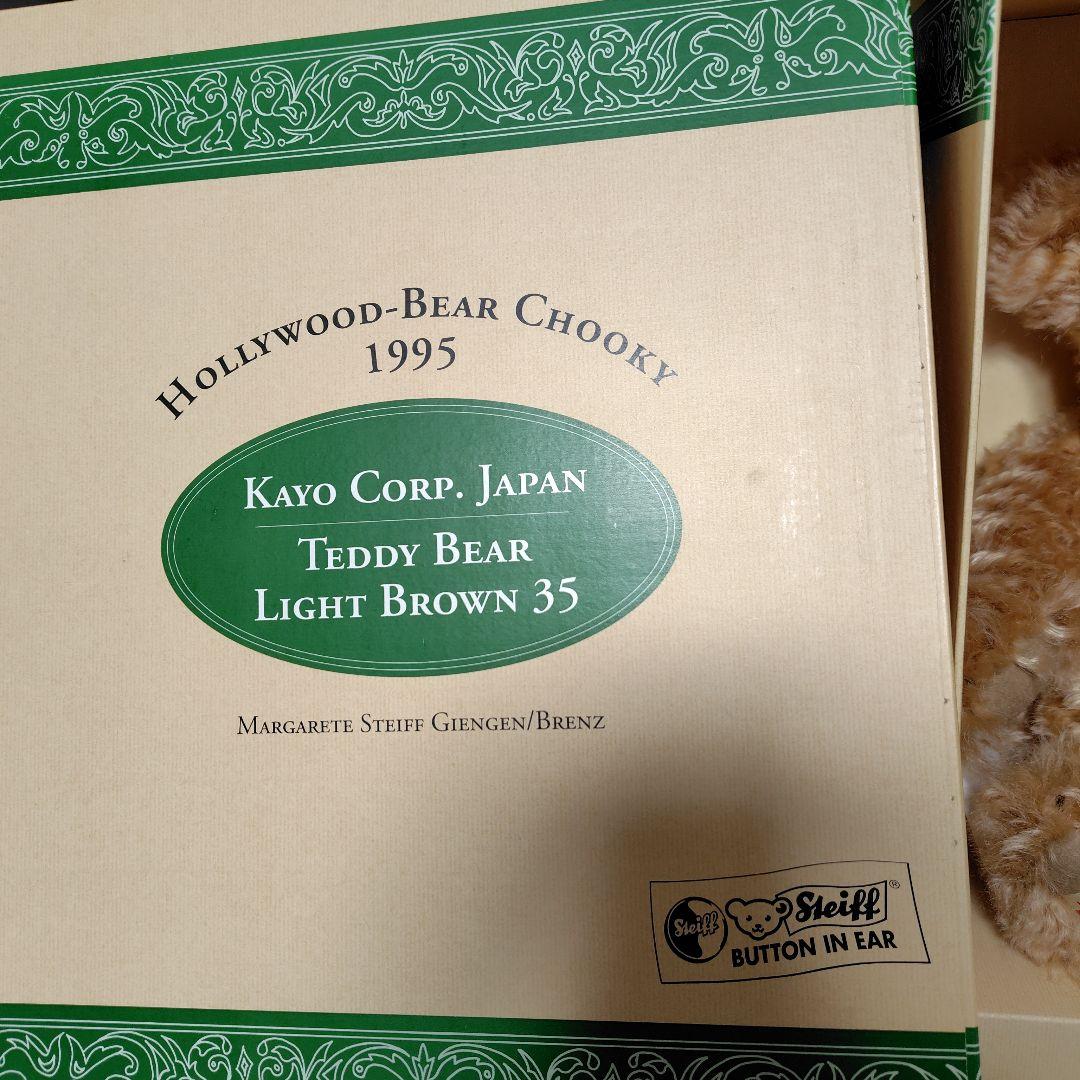 HOLLYWOOD-BEAR CHOOKY
1995
KAYO CORP. JAPAN
TEDDY BEAR
LIGHT BROWN 35
MARGARETE STEIFF GIENGEN/BRENZ
Steiff
Steiff®
BUTTON IN EAR